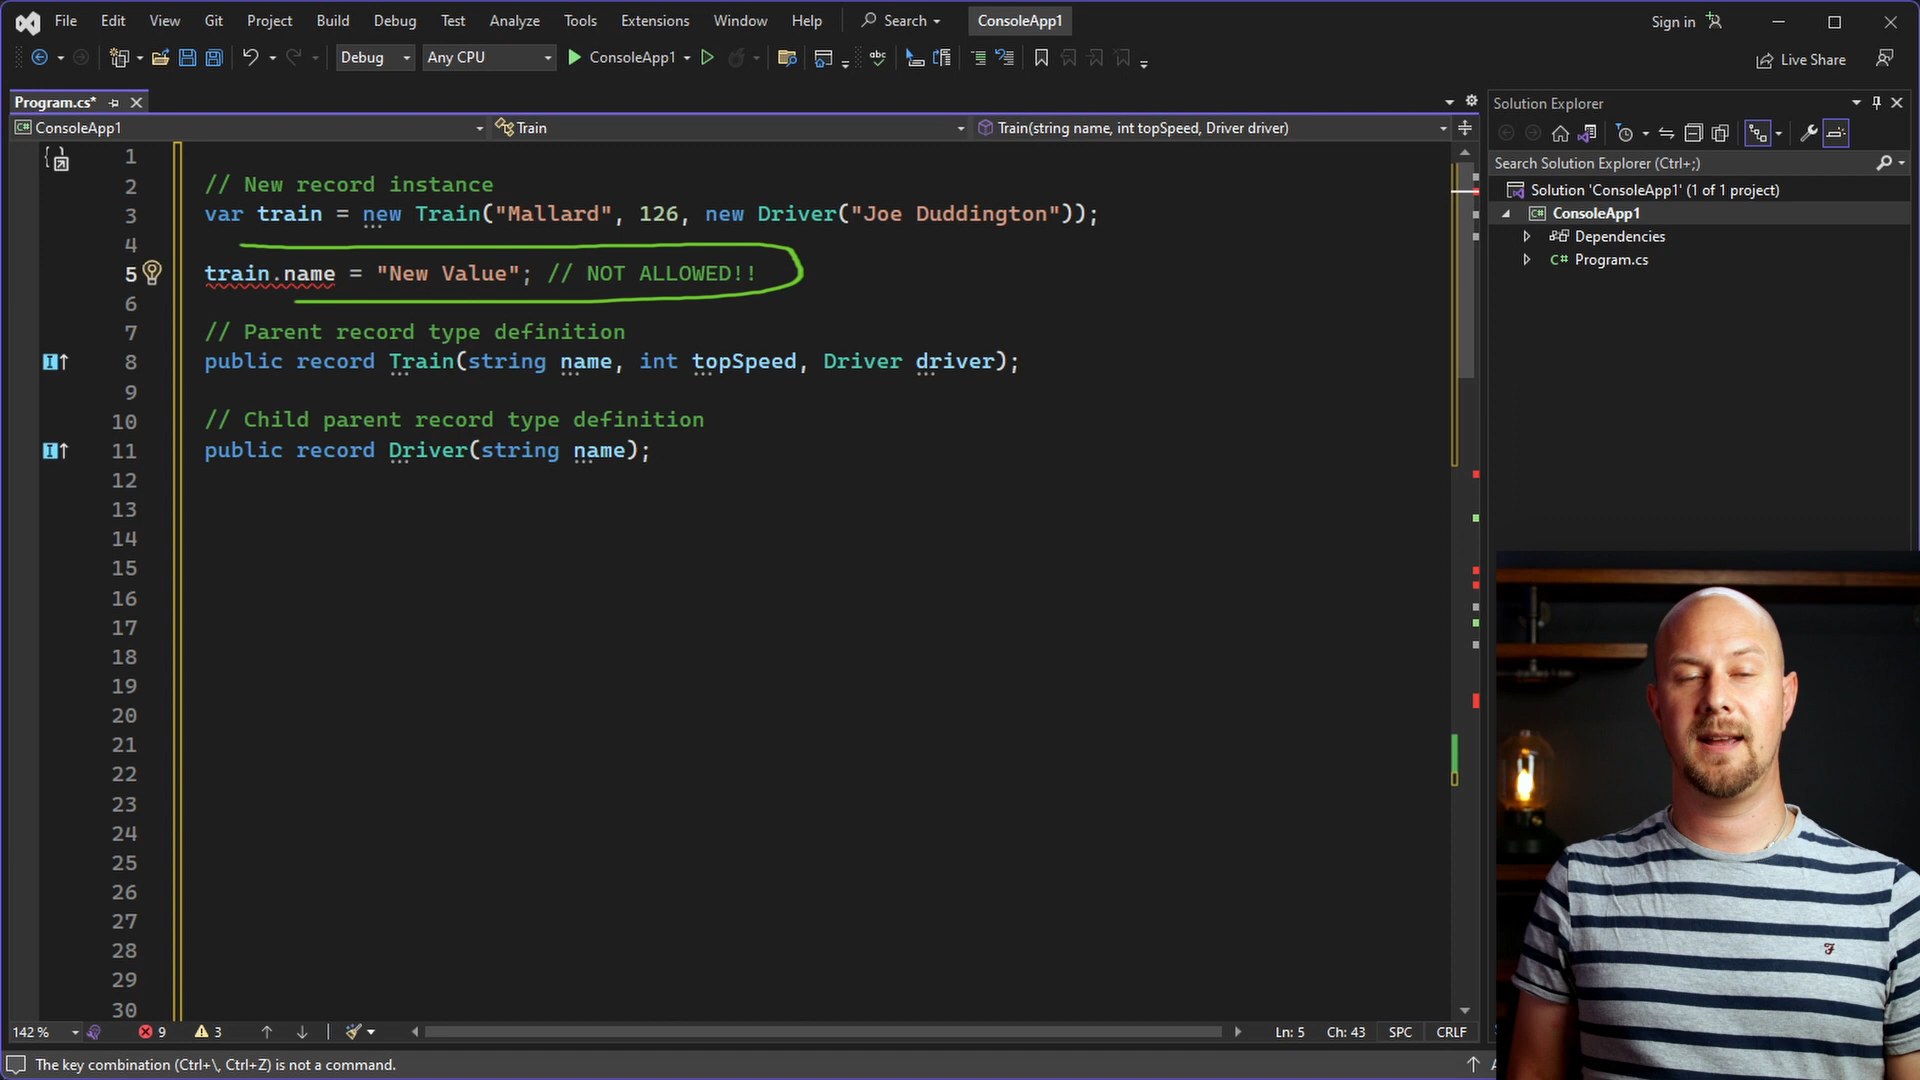 File Edit View Git Project Build Debug Test Analyze Tools Extensions Window Help Search ConsoleApp1 Sign in
Debug Any CPU ConsoleApp1 Live Share
Program.cs*
ConsoleApp1 Train Train(string name, int topSpeed, Driver driver)
1
2 // New record instance
3 var train = new Train("Mallard", 126, new Driver("Joe Duddington"));
4
5 train.name = "New Value"; // NOT ALLOWED!!
6
7 // Parent record type definition
8 public record Train(string name, int topSpeed, Driver driver);
9
10 // Child parent record type definition
11 public record Driver(string name);
12
13
14
15
16
17
18
19
20
21
22
23
24
25
26
27
28
29
30
142 % 9 3 Ln: 5 Ch: 43 SPC CRLF
The key combination (Ctrl+\, Ctrl+Z) is not a command.
Solution Explorer
Search Solution Explorer (Ctrl+;)
Solution 'ConsoleApp1' (1 of 1 project)
C# ConsoleApp1
Dependencies
C# Program.cs